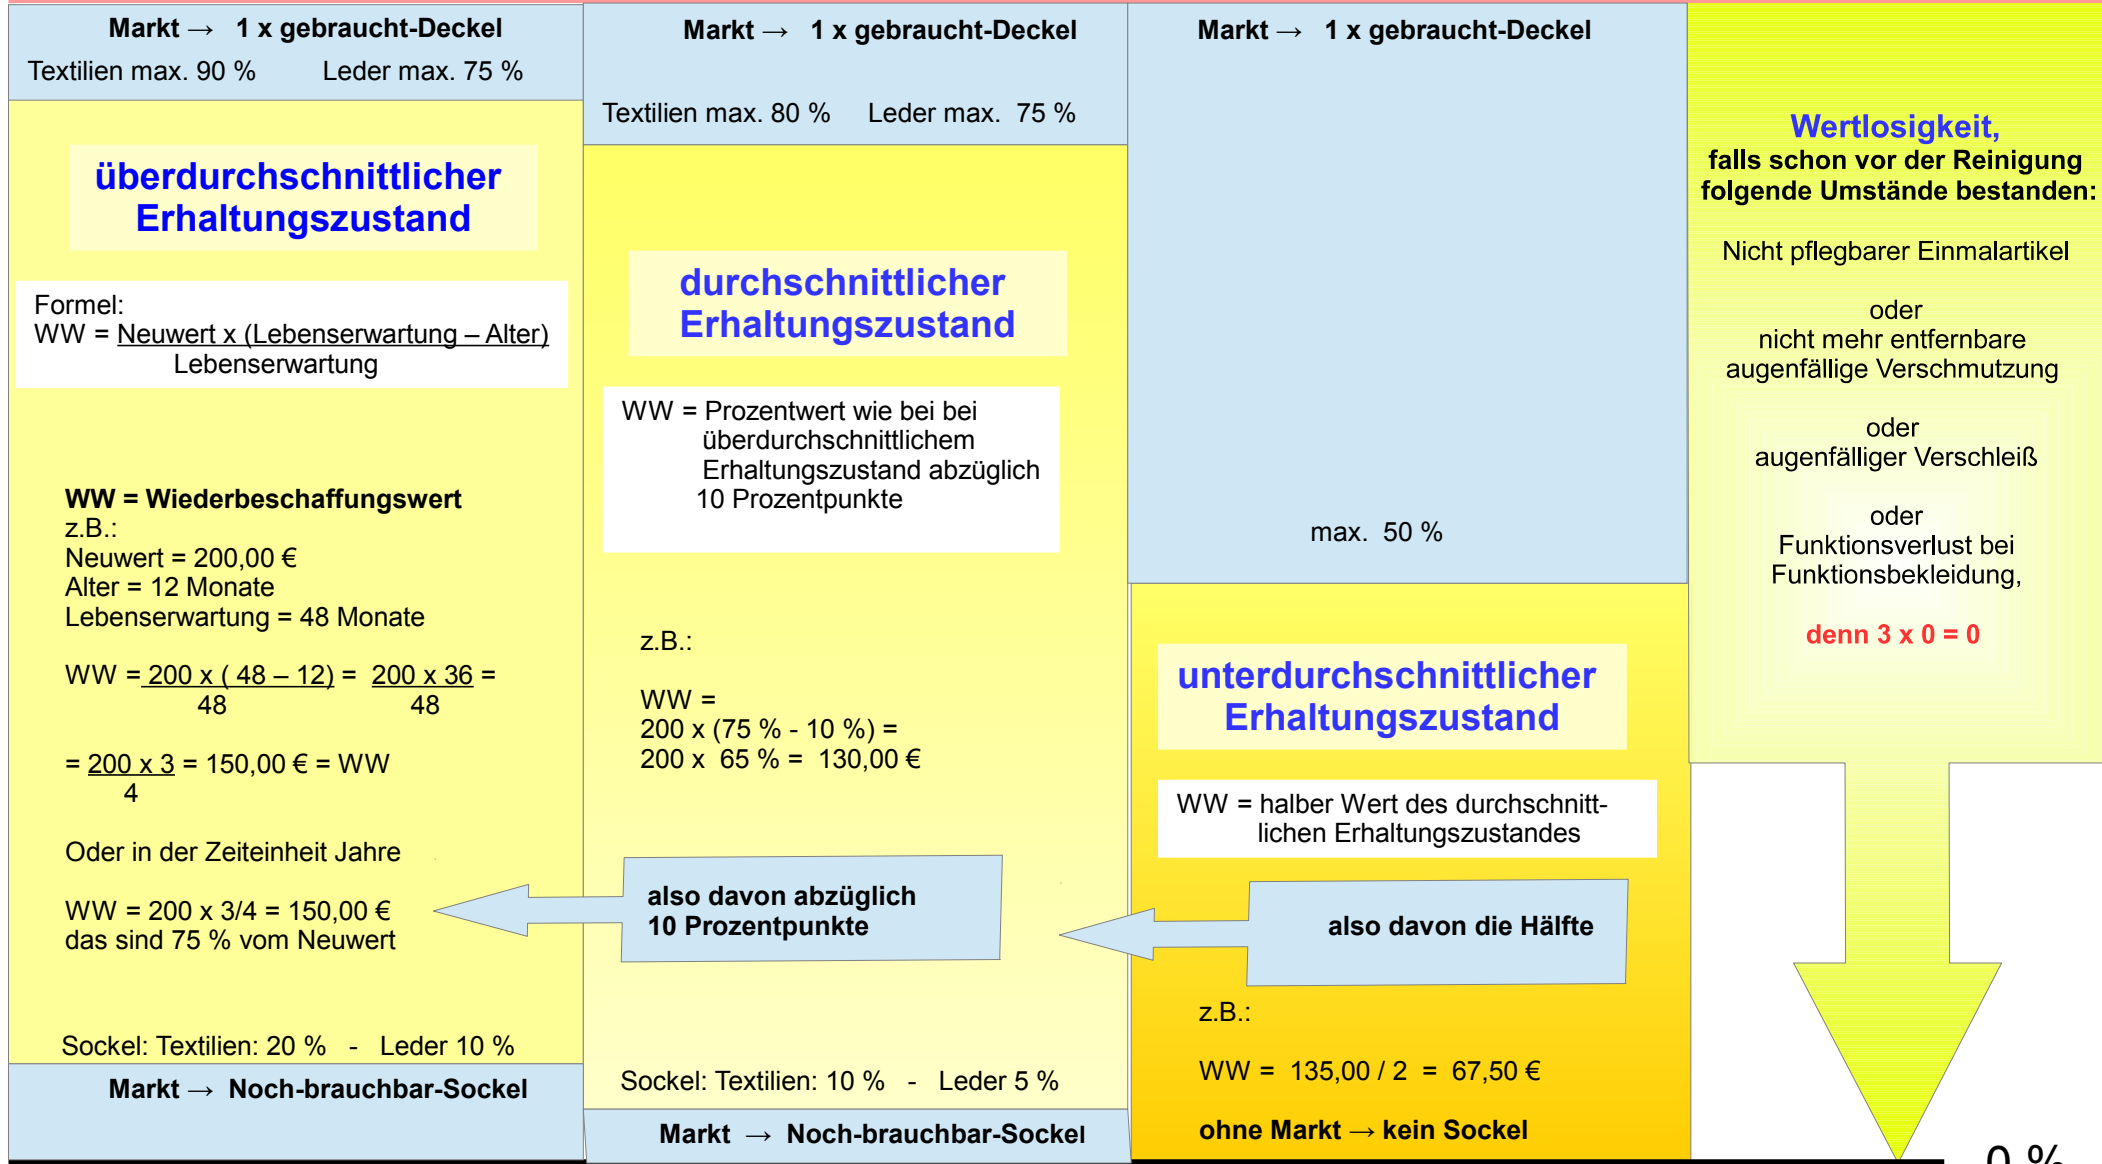 Markt → 1 x gebraucht-Deckel
Textilien max. 90 % Leder max. 75 %
überdurchschnittlicher
Erhaltungszustand
Formel:
WW = Neuwert x (Lebenserwartung – Alter)
Lebenserwartung
WW = Wiederbeschaffungswert
z.B.:
Neuwert = 200,00 €
Alter = 12 Monate
Lebenserwartung = 48 Monate
WW = 200 x ( 48 – 12) = 200 x 36 =
48 48
= 200 x 3 = 150,00 € = WW
4
Oder in der Zeiteinheit Jahre
WW = 200 x 3/4 = 150,00 €
das sind 75 % vom Neuwert
Sockel: Textilien: 20 % - Leder 10 %
Markt → Noch-brauchbar-Sockel
Markt → 1 x gebraucht-Deckel
Textilien max. 80 % Leder max. 75 %
durchschnittlicher
Erhaltungszustand
WW = Prozentwert wie bei bei
überdurchschnittlichem
Erhaltungszustand abzüglich
10 Prozentpunkte
z.B.:
WW =
200 x (75 % - 10 %) =
200 x 65 % = 130,00 €
also davon abzüglich
10 Prozentpunkte
Sockel: Textilien: 10 % - Leder 5 %
Markt → Noch-brauchbar-Sockel
Markt → 1 x gebraucht-Deckel
max. 50 %
unterdurchschnittlicher
Erhaltungszustand
WW = halber Wert des durchschnitt-
lichen Erhaltungszustandes
also davon die Hälfte
z.B.:
WW = 135,00 / 2 = 67,50 €
ohne Markt → kein Sockel
Wertlosigkeit,
falls schon vor der Reinigung
folgende Umstände bestanden:
Nicht pflegbarer Einmalartikel
oder
nicht mehr entfernbare
augenfällige Verschmutzung
oder
augenfälliger Verschleiß
oder
Funktionsverlust bei
Funktionsbekleidung,
denn 3 x 0 = 0
0 %